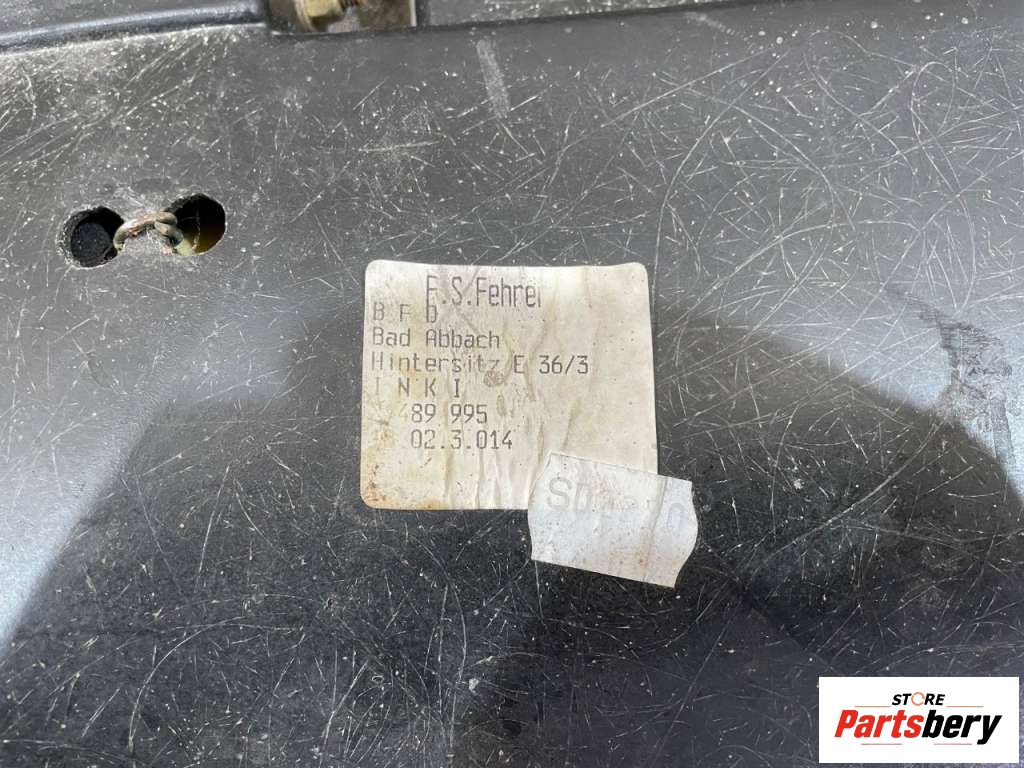 F.S.Fehrer
B F D
Bad Abbach
Hintersitz E 36/3
I N K I
489 995
02.3.014
STORE
Partsbery